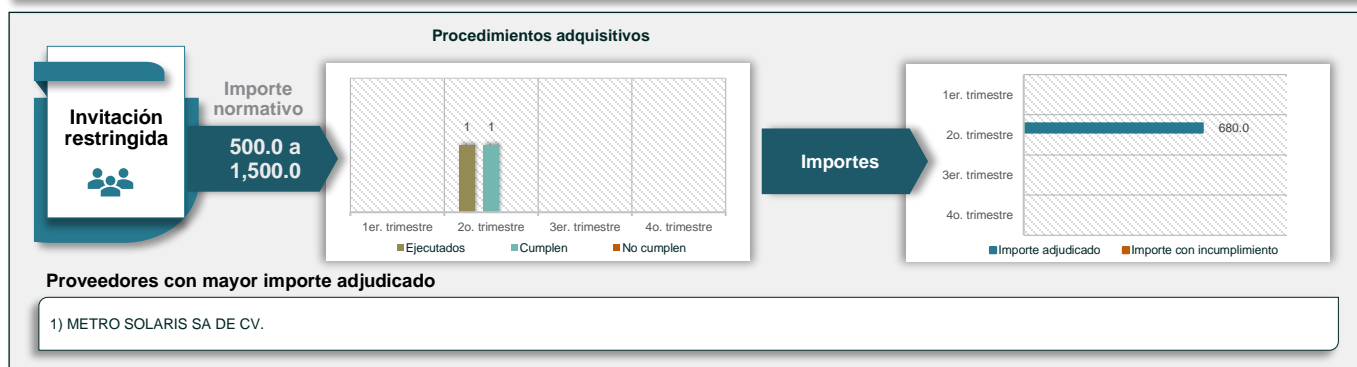 Procedimientos adquisitivos
Invitación
restringida
Importe
normativo
500.0 a
1,500.0
1 1
1er. trimestre 2o. trimestre 3er. trimestre 4o. trimestre
Ejecutados Cumplen No cumplen
Importes
1er. trimestre
2o. trimestre 680.0
3er. trimestre
4o. trimestre
Importe adjudicado Importe con incumplimiento
Proveedores con mayor importe adjudicado
1) METRO SOLARIS SA DE CV.